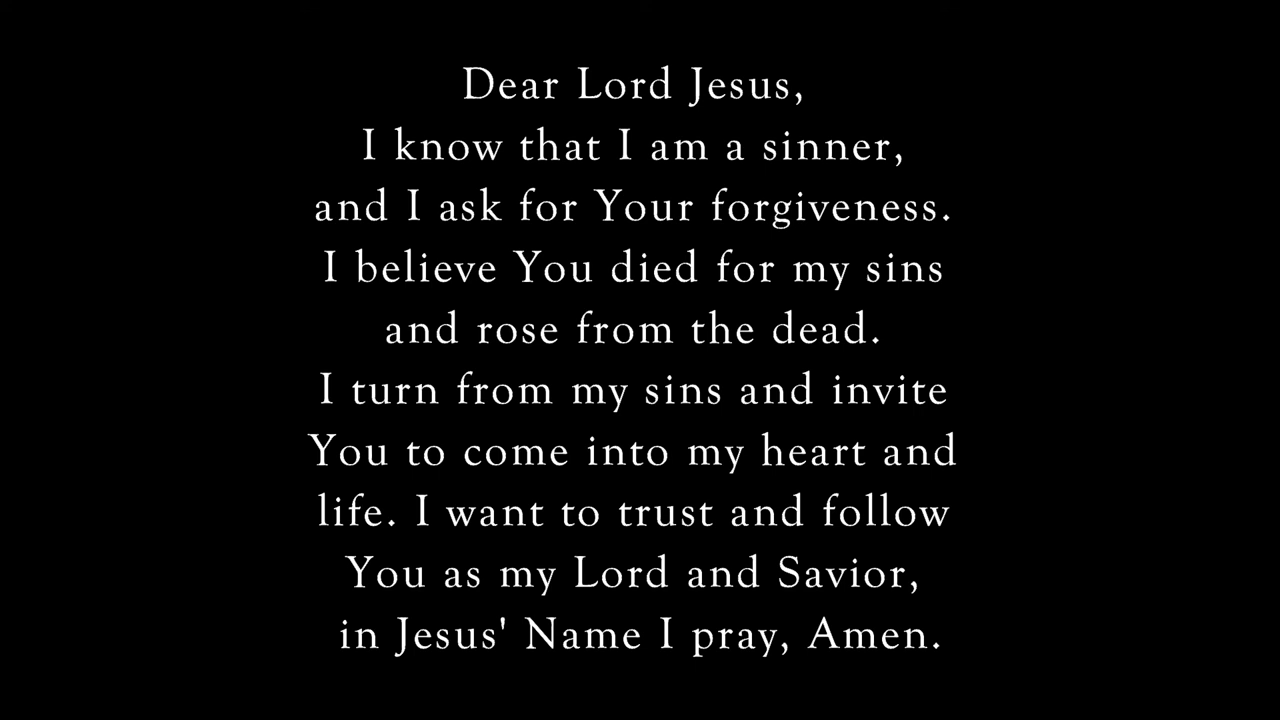 Dear Lord Jesus,
I know that I am a sinner,
and I ask for Your forgiveness.
I believe You died for my sins
and rose from the dead.
I turn from my sins and invite
You to come into my heart and
life. I want to trust and follow
You as my Lord and Savior,
in Jesus' Name I pray, Amen.